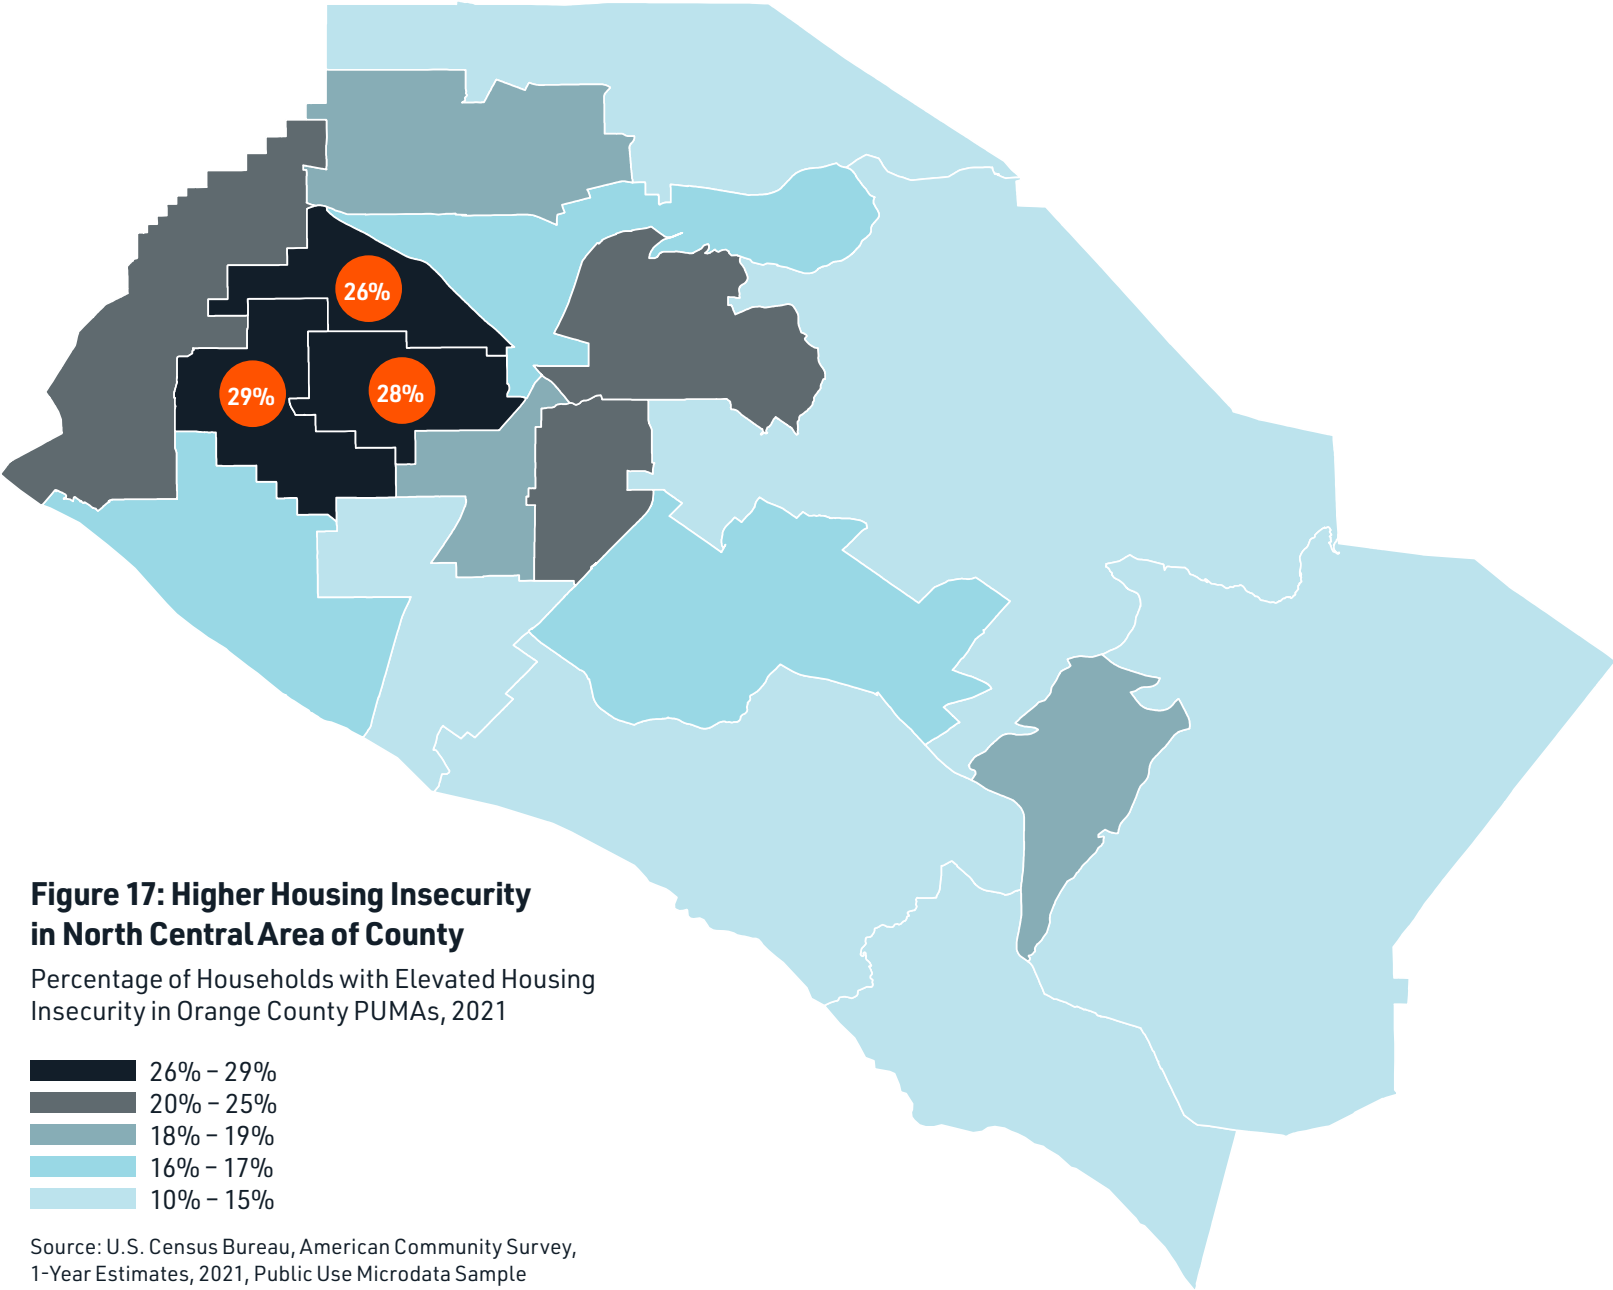 26%
29%
28%
Figure 17: Higher Housing Insecurity
in North Central Area of County
Percentage of Households with Elevated Housing
Insecurity in Orange County PUMAs, 2021
26% – 29%
20% – 25%
18% – 19%
16% – 17%
10% – 15%
Source: U.S. Census Bureau, American Community Survey,
1-Year Estimates, 2021, Public Use Microdata Sample